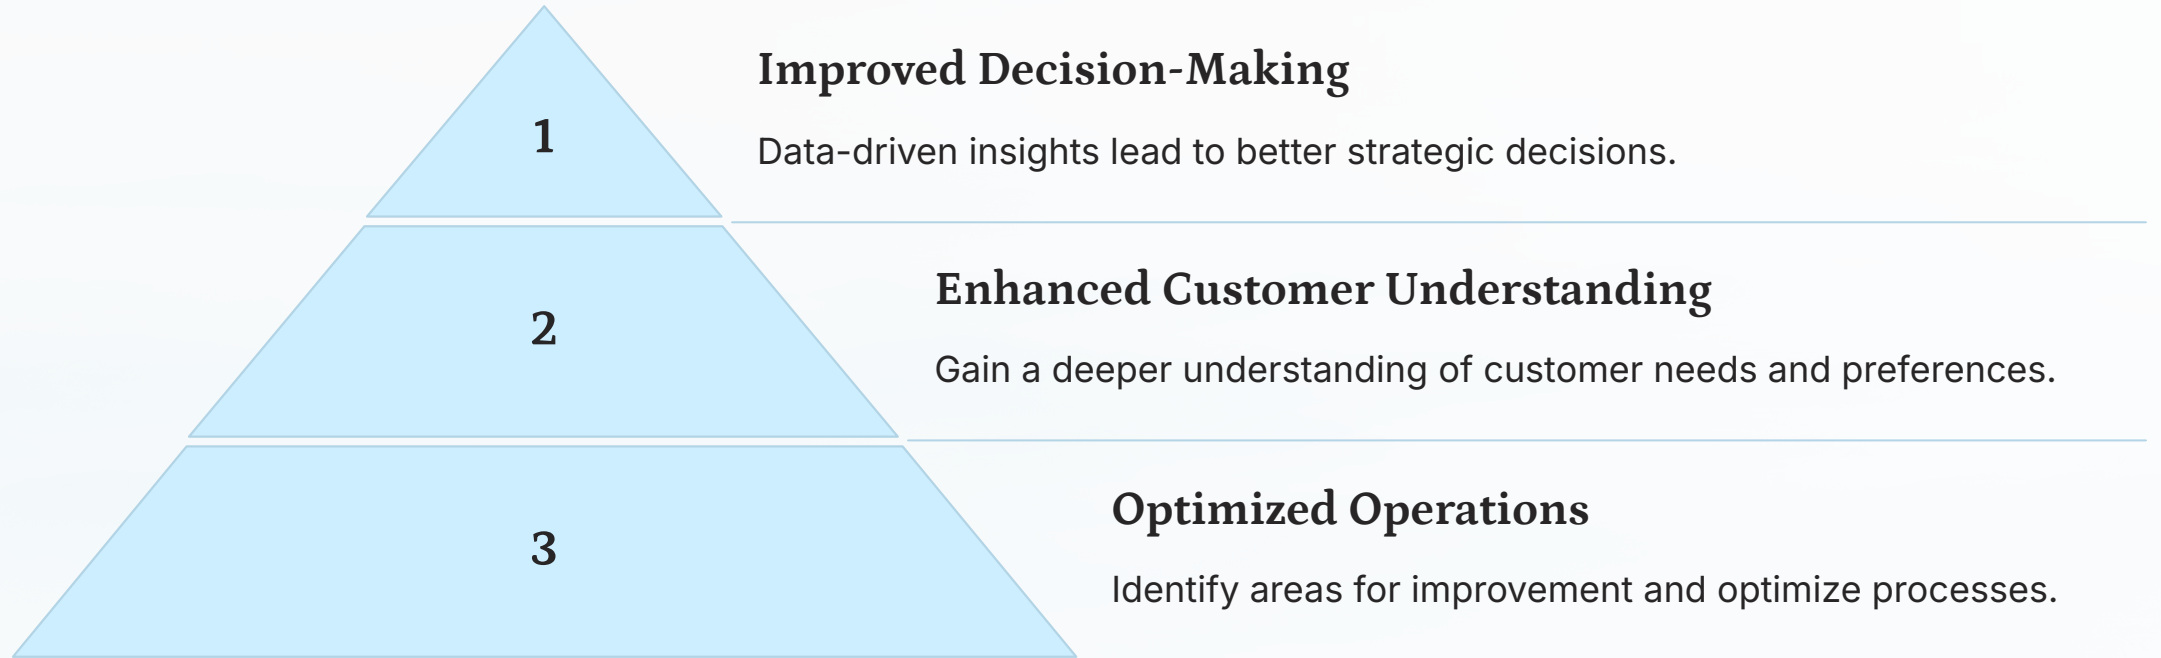 1
Improved Decision-Making
Data-driven insights lead to better strategic decisions.
2
Enhanced Customer Understanding
Gain a deeper understanding of customer needs and preferences.
3
Optimized Operations
Identify areas for improvement and optimize processes.